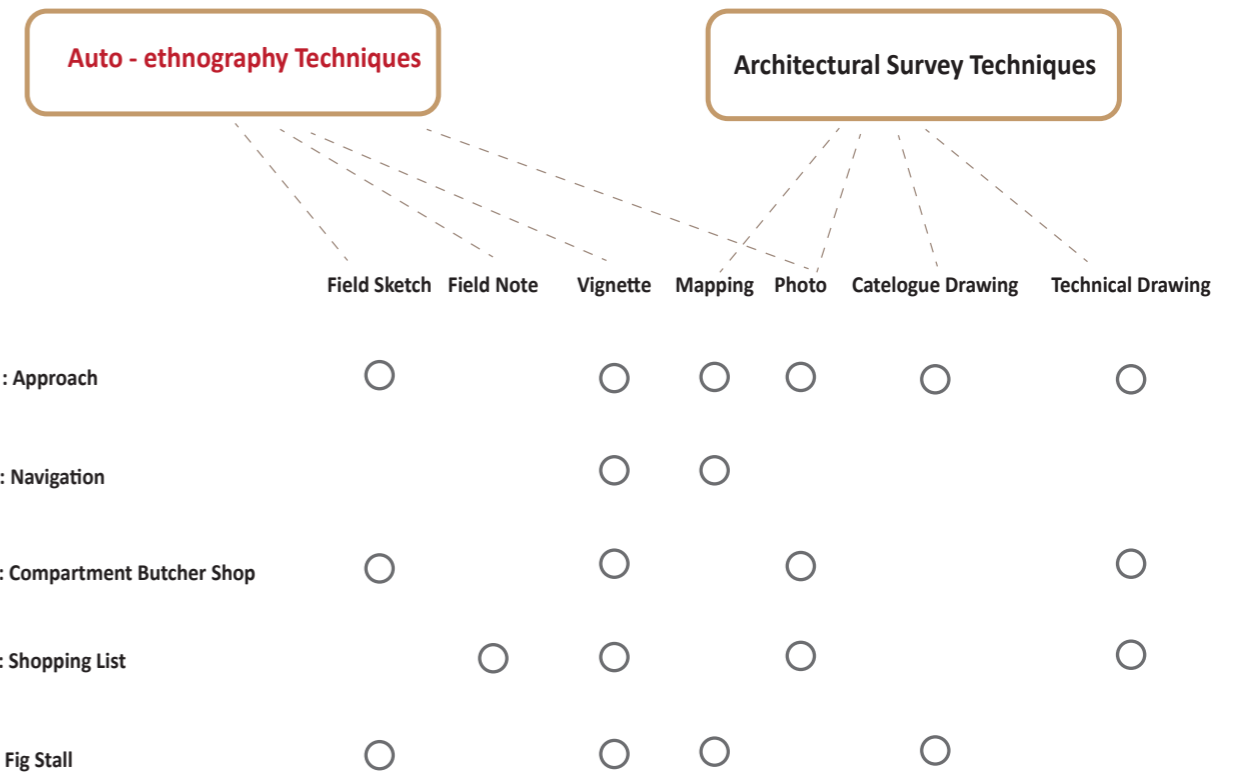 Auto - ethnography Techniques
Architectural Survey Techniques
Field Sketch Field Note Vignette Mapping Photo Catelogue Drawing Technical Drawing
: Approach
: Navigation
: Compartment Butcher Shop
: Shopping List
Fig Stall